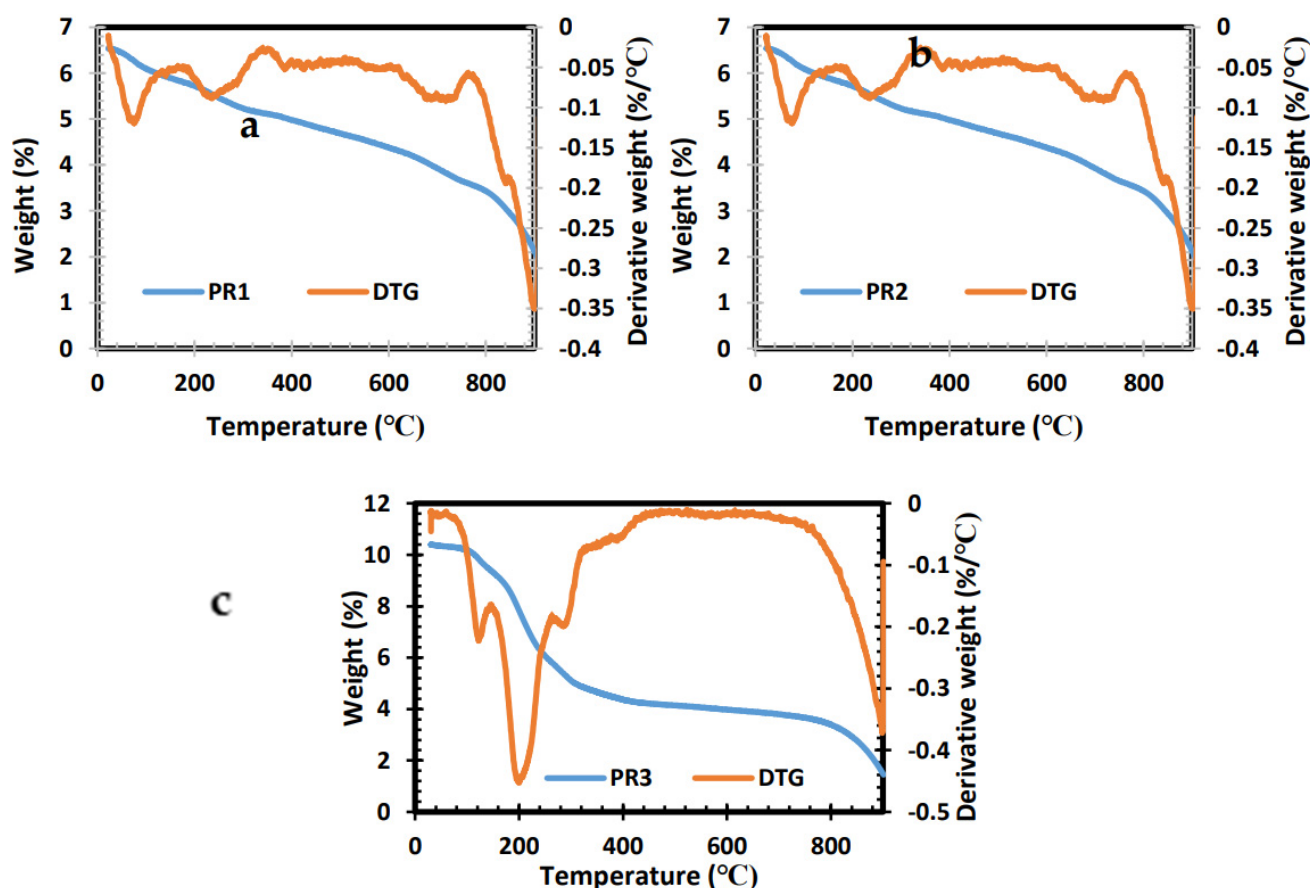 7
6
5
4
3
2
1
0
Weight (%)
0
-0.05
-0.1
-0.15
-0.2
-0.25
-0.3
-0.35
-0.4
Derivative weight (%/°C)
a
PR1 DTG
0 200 400 600 800
Temperature (°C)
7
6
5
4
3
2
1
0
Weight (%)
0
-0.05
-0.1
-0.15
-0.2
-0.25
-0.3
-0.35
-0.4
Derivative weight (%/°C)
b
PR2 DTG
0 200 400 600 800
Temperature (°C)
c
12
10
8
6
4
2
0
Weight (%)
0
-0.1
-0.2
-0.3
-0.4
-0.5
Derivative weight (%/°C)
PR3 DTG
0 200 400 600 800
Temperature (°C)